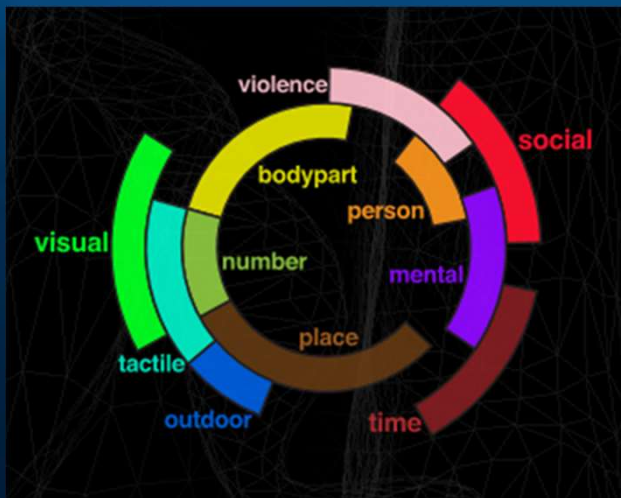 violence
social
bodypart
person
visual
number
mental
place
tactile
outdoor
time